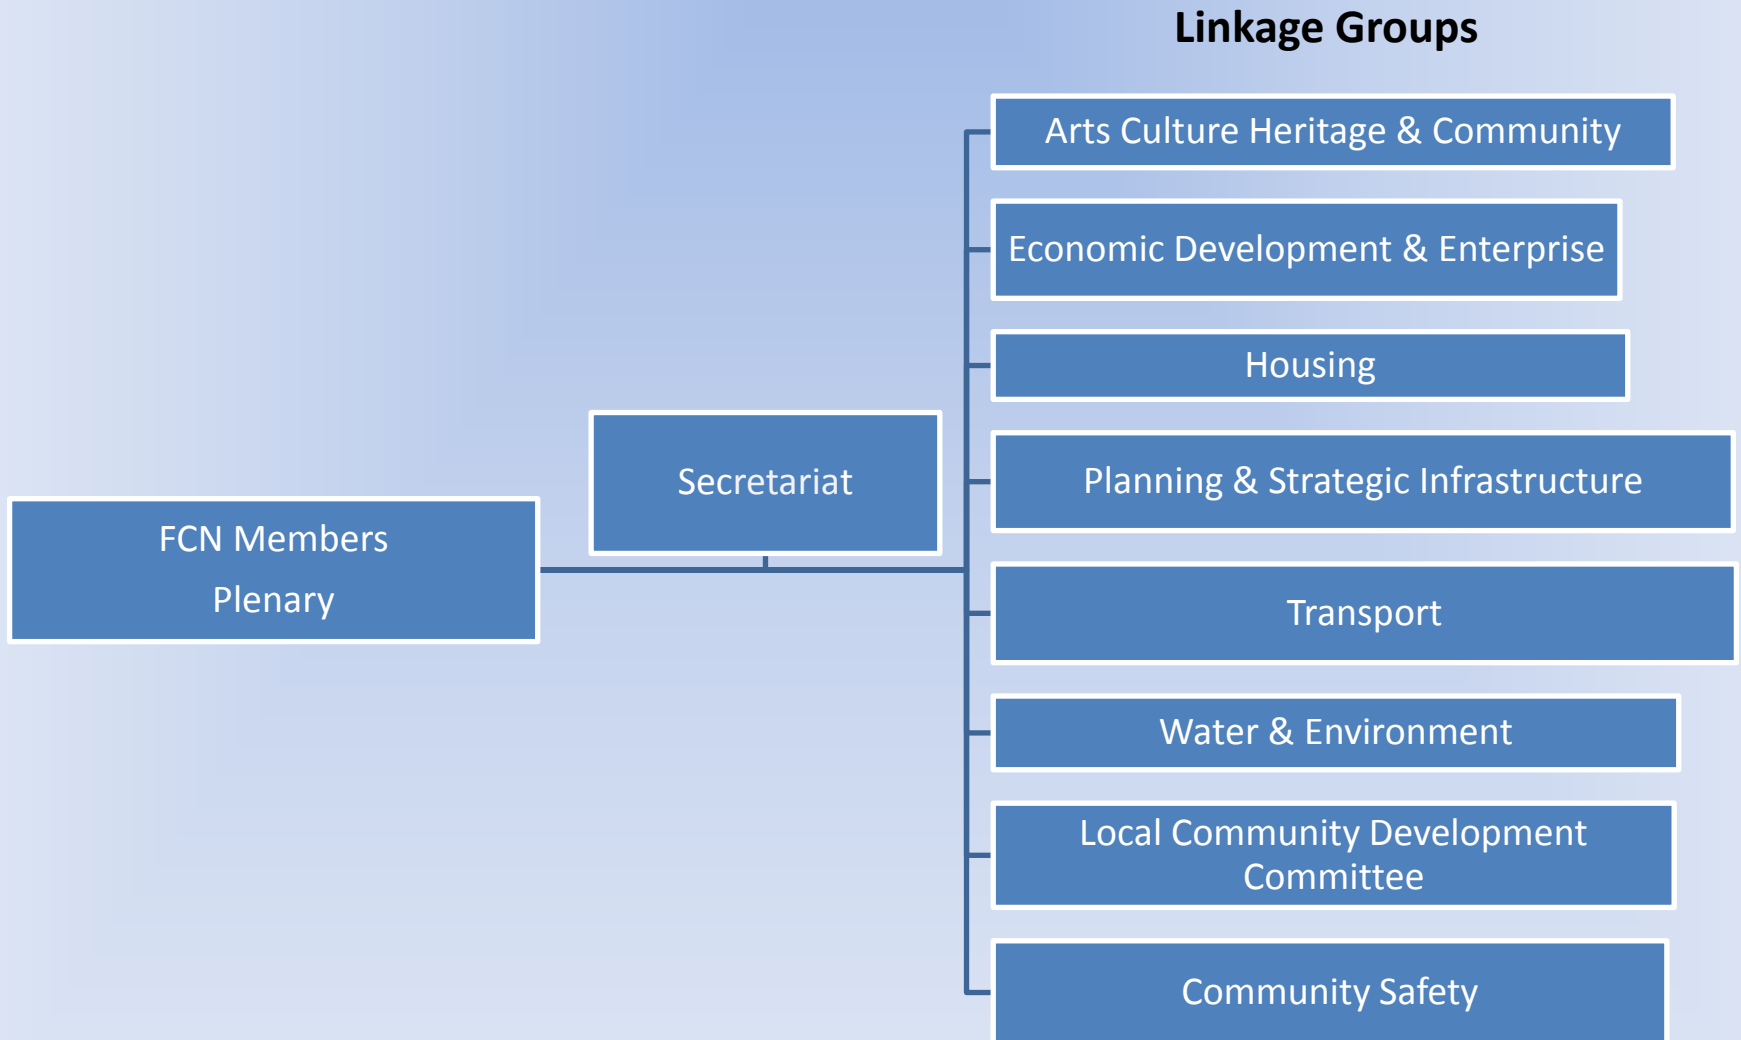 Linkage Groups
Arts Culture Heritage & Community
Economic Development & Enterprise
Housing
Secretariat
Planning & Strategic Infrastructure
FCN Members
Plenary
Transport
Water & Environment
Local Community Development
Committee
Community Safety